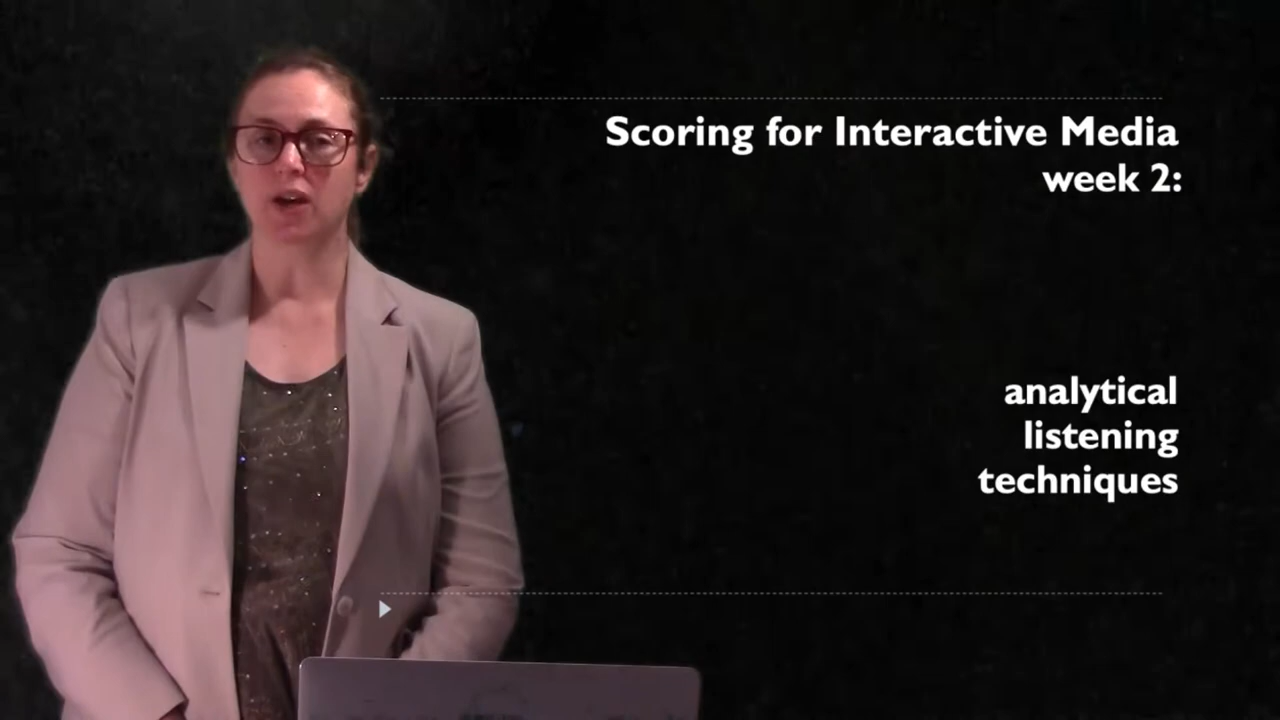 Scoring for Interactive Media
week 2:
analytical
listening
techniques